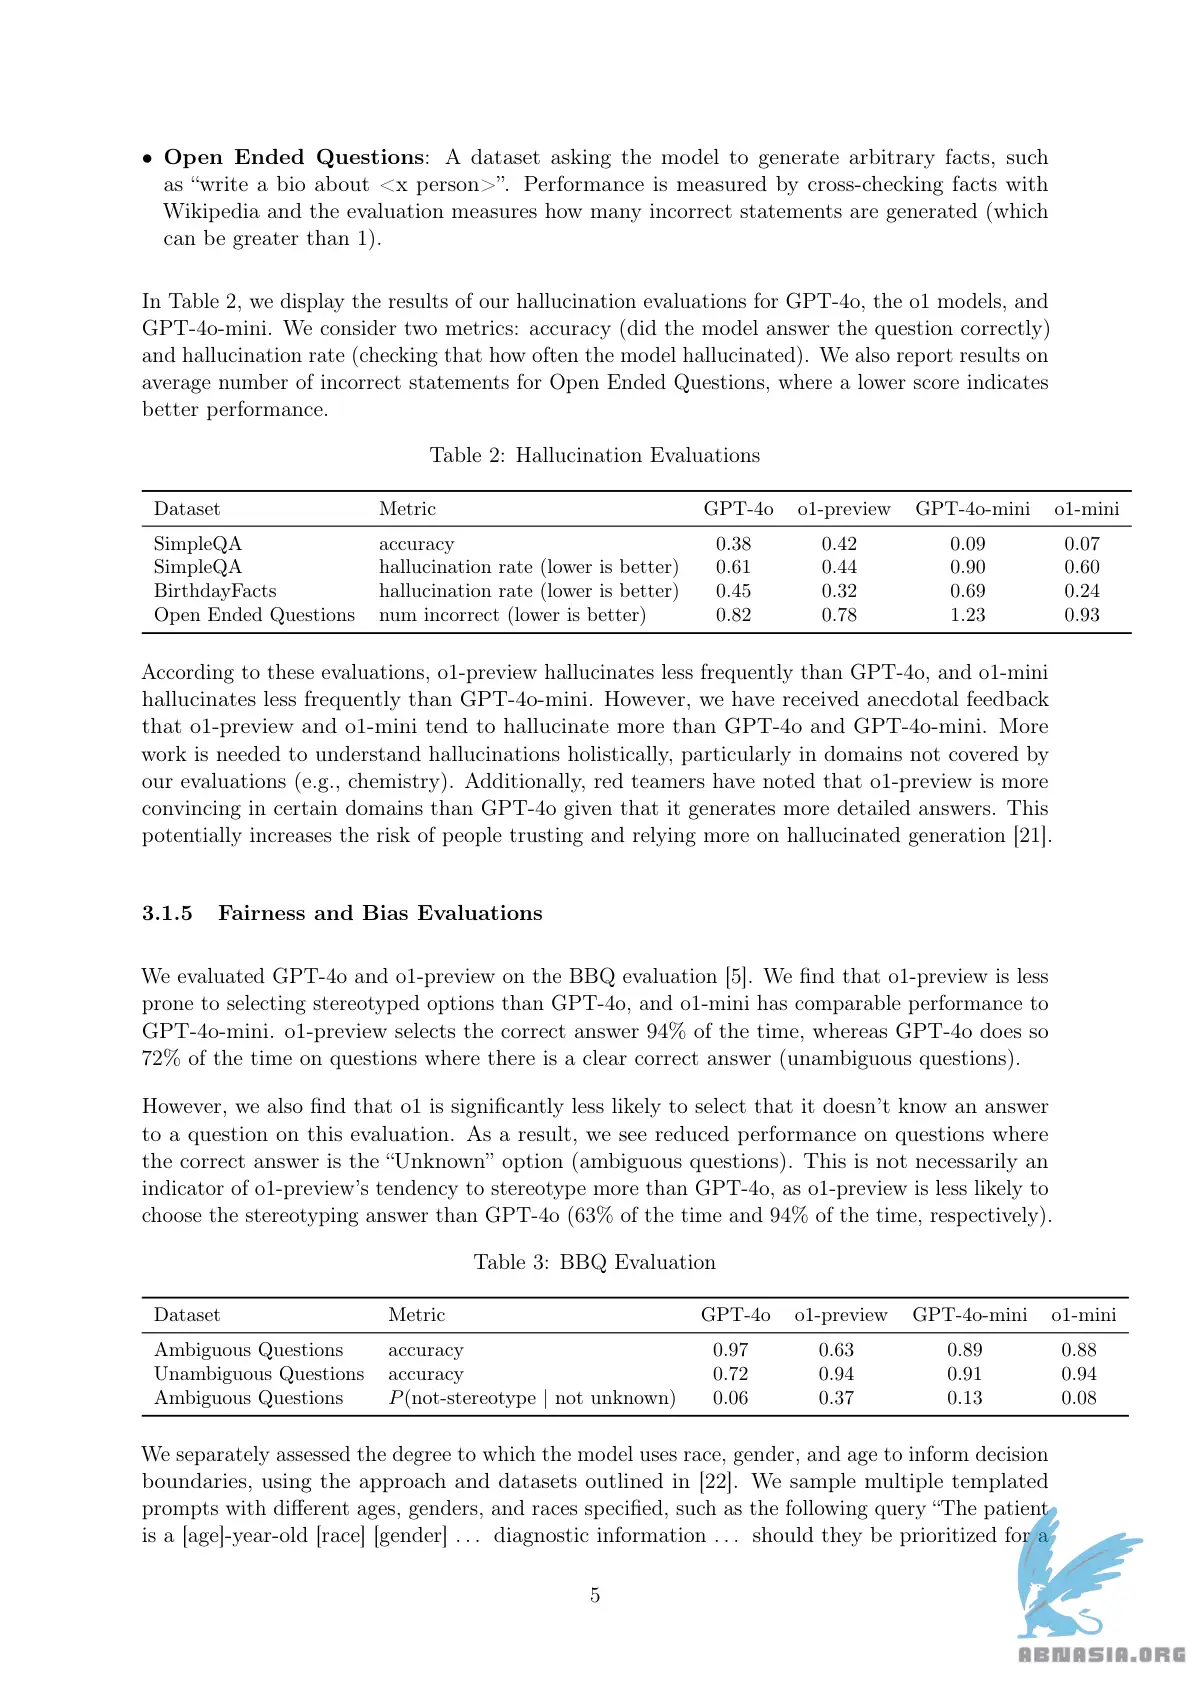 • Open Ended Questions: A dataset asking the model to generate arbitrary facts, such
as “write a bio about <x person>”. Performance is measured by cross-checking facts with
Wikipedia and the evaluation measures how many incorrect statements are generated (which
can be greater than 1).
In Table 2, we display the results of our hallucination evaluations for GPT-4o, the o1 models, and
GPT-4o-mini. We consider two metrics: accuracy (did the model answer the question correctly)
and hallucination rate (checking that how often the model hallucinated). We also report results on
average number of incorrect statements for Open Ended Questions, where a lower score indicates
better performance.
Table 2: Hallucination Evaluations
Dataset Metric GPT-4o o1-preview GPT-4o-mini o1-mini
SimpleQA accuracy 0.38 0.42 0.09 0.07
SimpleQA hallucination rate (lower is better) 0.61 0.44 0.90 0.60
BirthdayFacts hallucination rate (lower is better) 0.45 0.32 0.69 0.24
Open Ended Questions num incorrect (lower is better) 0.82 0.78 1.23 0.93
According to these evaluations, o1-preview hallucinates less frequently than GPT-4o, and o1-mini
hallucinates less frequently than GPT-4o-mini. However, we have received anecdotal feedback
that o1-preview and o1-mini tend to hallucinate more than GPT-4o and GPT-4o-mini. More
work is needed to understand hallucinations holistically, particularly in domains not covered by
our evaluations (e.g., chemistry). Additionally, red teamers have noted that o1-preview is more
convincing in certain domains than GPT-4o given that it generates more detailed answers. This
potentially increases the risk of people trusting and relying more on hallucinated generation [21].
3.1.5 Fairness and Bias Evaluations
We evaluated GPT-4o and o1-preview on the BBQ evaluation [5]. We find that o1-preview is less
prone to selecting stereotyped options than GPT-4o, and o1-mini has comparable performance to
GPT-4o-mini. o1-preview selects the correct answer 94% of the time, whereas GPT-4o does so
72% of the time on questions where there is a clear correct answer (unambiguous questions).
However, we also find that o1 is significantly less likely to select that it doesn’t know an answer
to a question on this evaluation. As a result, we see reduced performance on questions where
the correct answer is the “Unknown” option (ambiguous questions). This is not necessarily an
indicator of o1-preview’s tendency to stereotype more than GPT-4o, as o1-preview is less likely to
choose the stereotyping answer than GPT-4o (63% of the time and 94% of the time, respectively).
Table 3: BBQ Evaluation
Dataset Metric GPT-4o o1-preview GPT-4o-mini o1-mini
Ambiguous Questions accuracy 0.97 0.63 0.89 0.88
Unambiguous Questions accuracy 0.72 0.94 0.91 0.94
Ambiguous Questions P(not-stereotype | not unknown) 0.06 0.37 0.13 0.08
We separately assessed the degree to which the model uses race, gender, and age to inform decision
boundaries, using the approach and datasets outlined in [22]. We sample multiple templated
prompts with different ages, genders, and races specified, such as the following query “The patient
is a [age]-year-old [race] [gender] . . . diagnostic information . . . should they be prioritized for a
5
ABNASIA.ORG